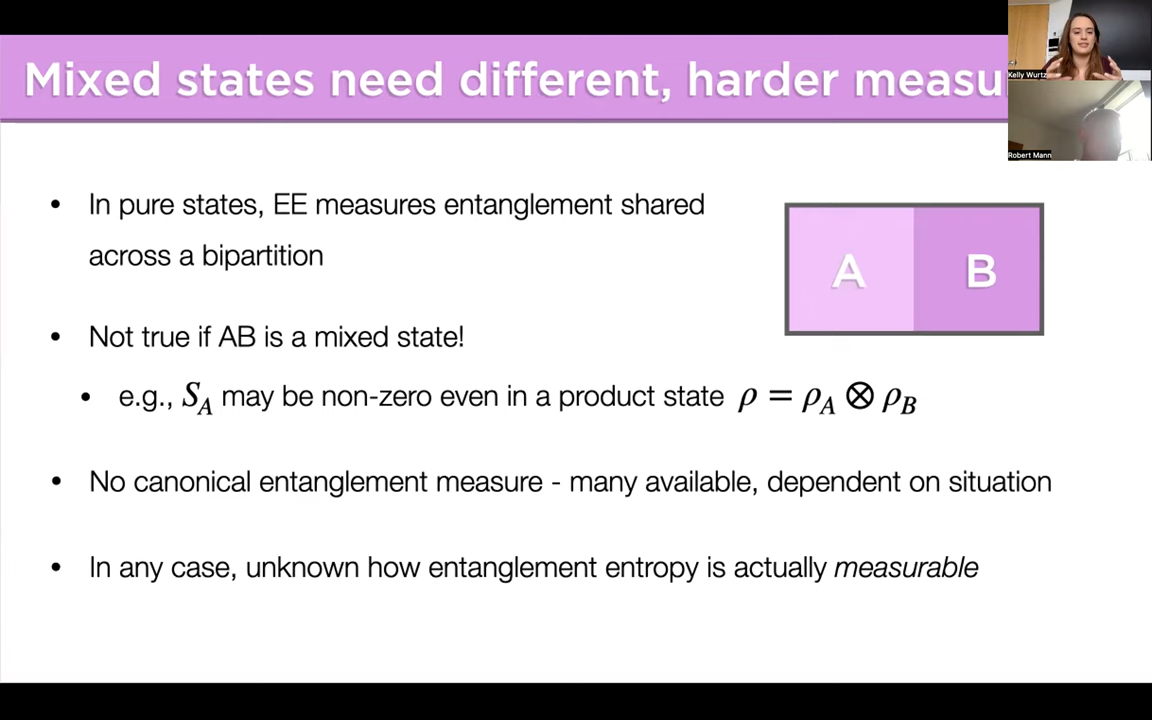 Mixed states need different, harder measu
Kelly Wurtz
Robert Mann
• In pure states, EE measures entanglement shared
across a bipartition
A B
• Not true if AB is a mixed state!
• e.g., S_A may be non-zero even in a product state ρ = ρ_A ⊗ ρ_B
• No canonical entanglement measure - many available, dependent on situation
• In any case, unknown how entanglement entropy is actually measurable